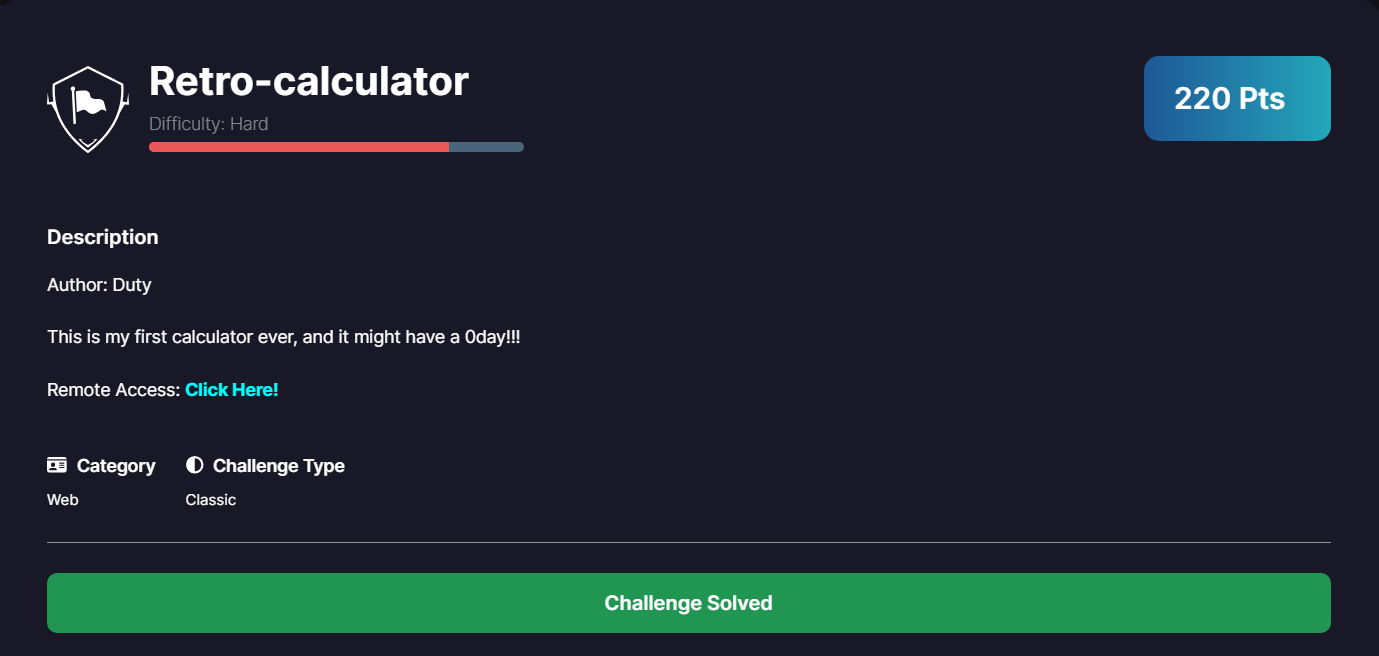 Retro-calculator
Difficulty: Hard
220 Pts
Description
Author: Duty
This is my first calculator ever, and it might have a 0day!!!
Remote Access: Click Here!
Category
Challenge Type
Web
Classic
Challenge Solved